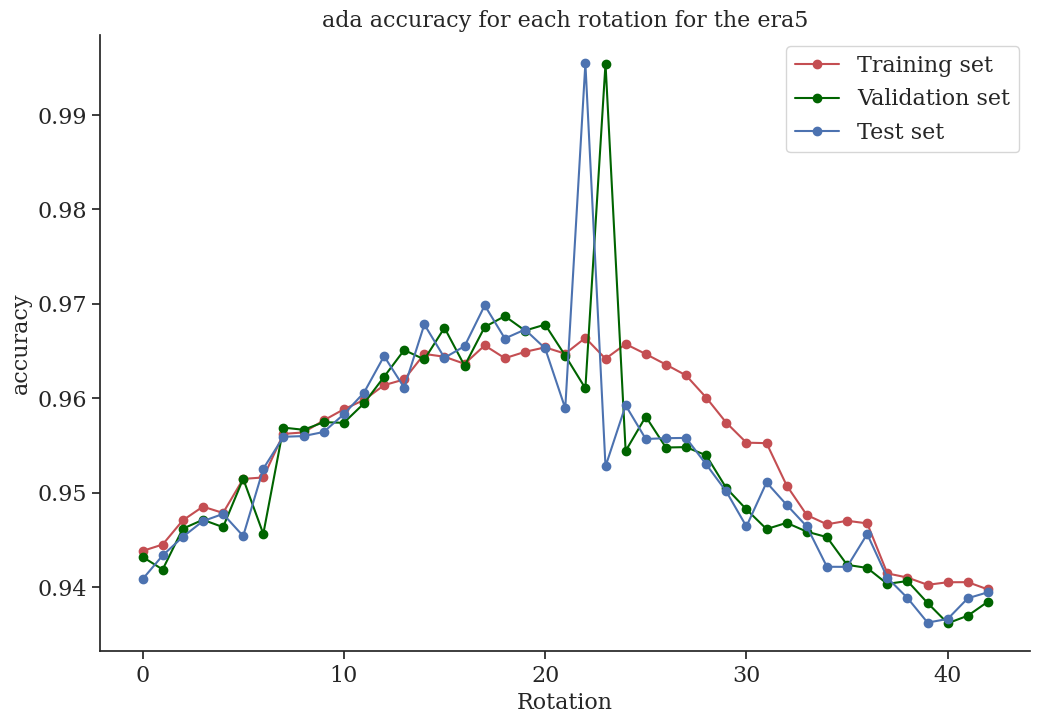 ada accuracy for each rotation for the era5
Training set
Validation set
Test set
0.99
0.98
0.97
0.96
0.95
0.94
accuracy
0 10 20 30 40
Rotation